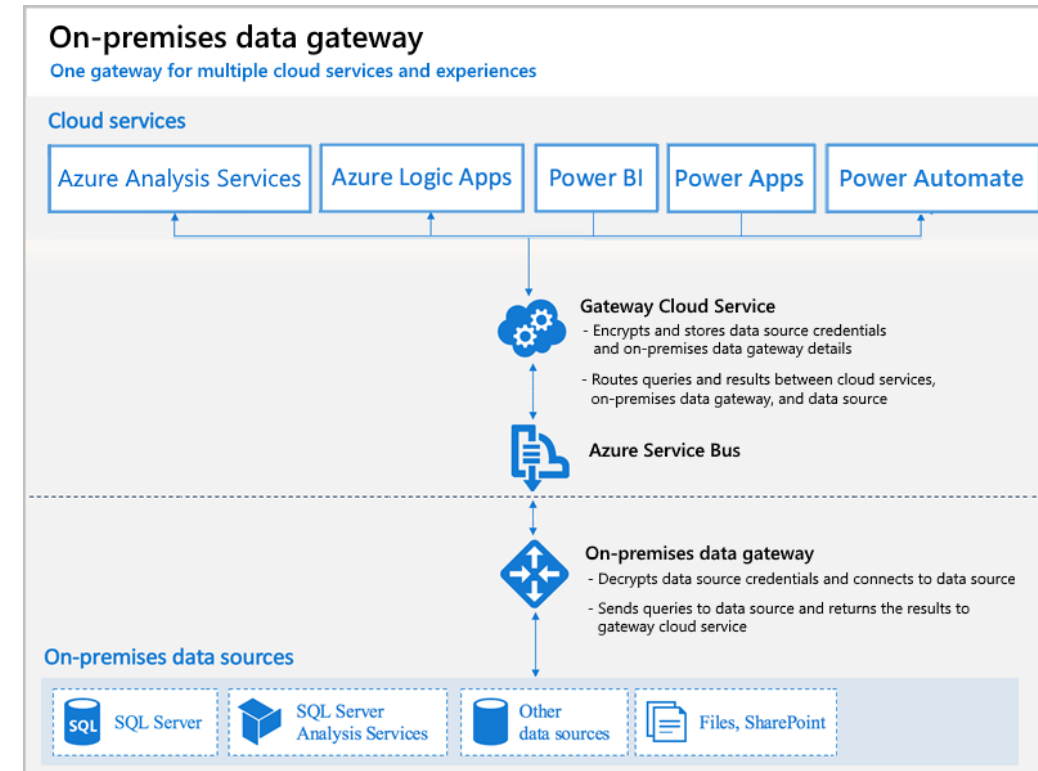 On-premises data gateway
One gateway for multiple cloud services and experiences
Cloud services
Azure Analysis Services
Azure Logic Apps
Power BI
Power Apps
Power Automate
Gateway Cloud Service
- Encrypts and stores data source credentials
and on-premises data gateway details
- Routes queries and results between cloud services,
on-premises data gateway, and data source
Azure Service Bus
On-premises data gateway
- Decrypts data source credentials and connects to data source
- Sends queries to data source and returns the results to
gateway cloud service
On-premises data sources
SQL
SQL Server
SQL Server
Analysis Services
Other
data sources
Files, SharePoint